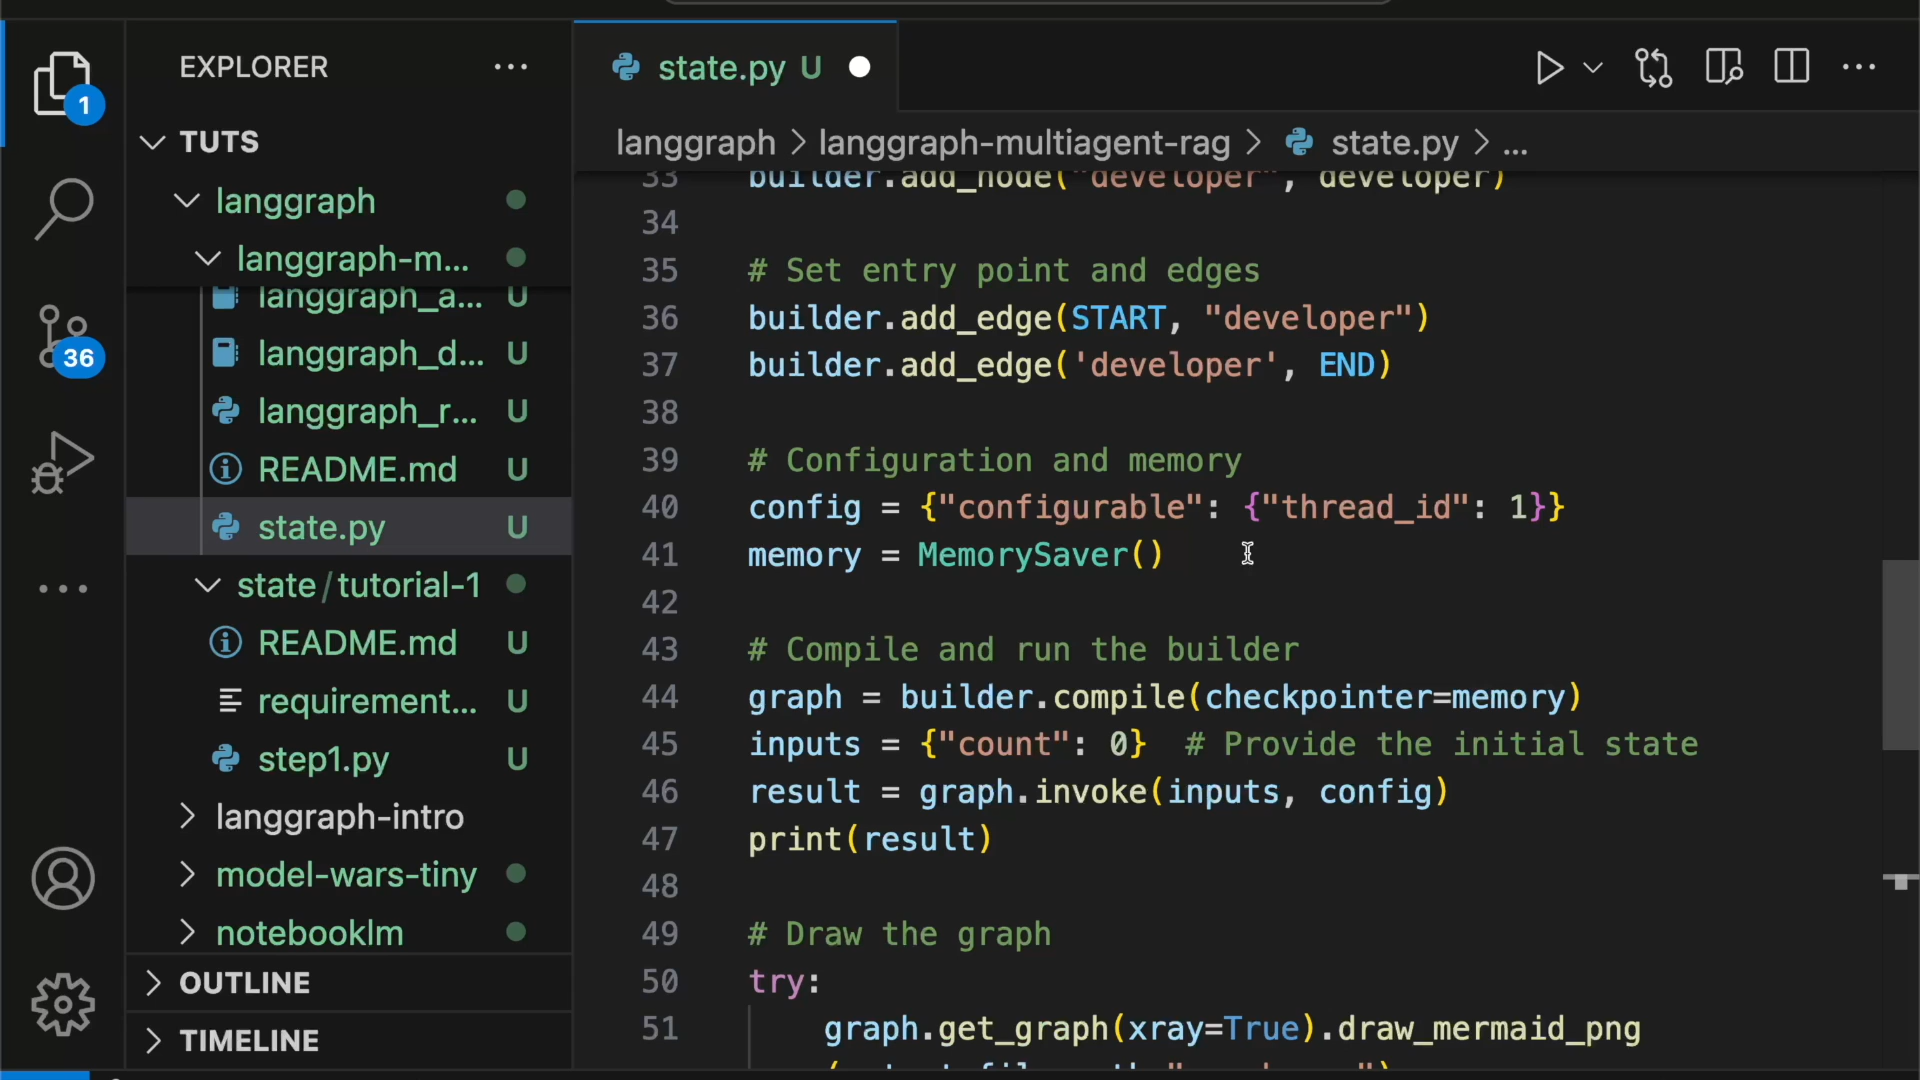 EXPLORER
1
TUTS
langgraph
langgraph-m...
langgraph_a... U
langgraph_d... U
langgraph_r... U
README.md U
state.py U
state/tutorial-1
README.md U
requirement... U
step1.py U
langgraph-intro
model-wars-tiny
notebooklm
OUTLINE
TIMELINE
36
state.py U
langgraph > langgraph-multiagent-rag > state.py > ...
33 builder.add_node("developer", developer)
34
35 # Set entry point and edges
36 builder.add_edge(START, "developer")
37 builder.add_edge('developer', END)
38
39 # Configuration and memory
40 config = {"configurable": {"thread_id": 1}}
41 memory = MemorySaver()
42
43 # Compile and run the builder
44 graph = builder.compile(checkpointer=memory)
45 inputs = {"count": 0} # Provide the initial state
46 result = graph.invoke(inputs, config)
47 print(result)
48
49 # Draw the graph
50 try:
51 graph.get_graph(xray=True).draw_mermaid_png